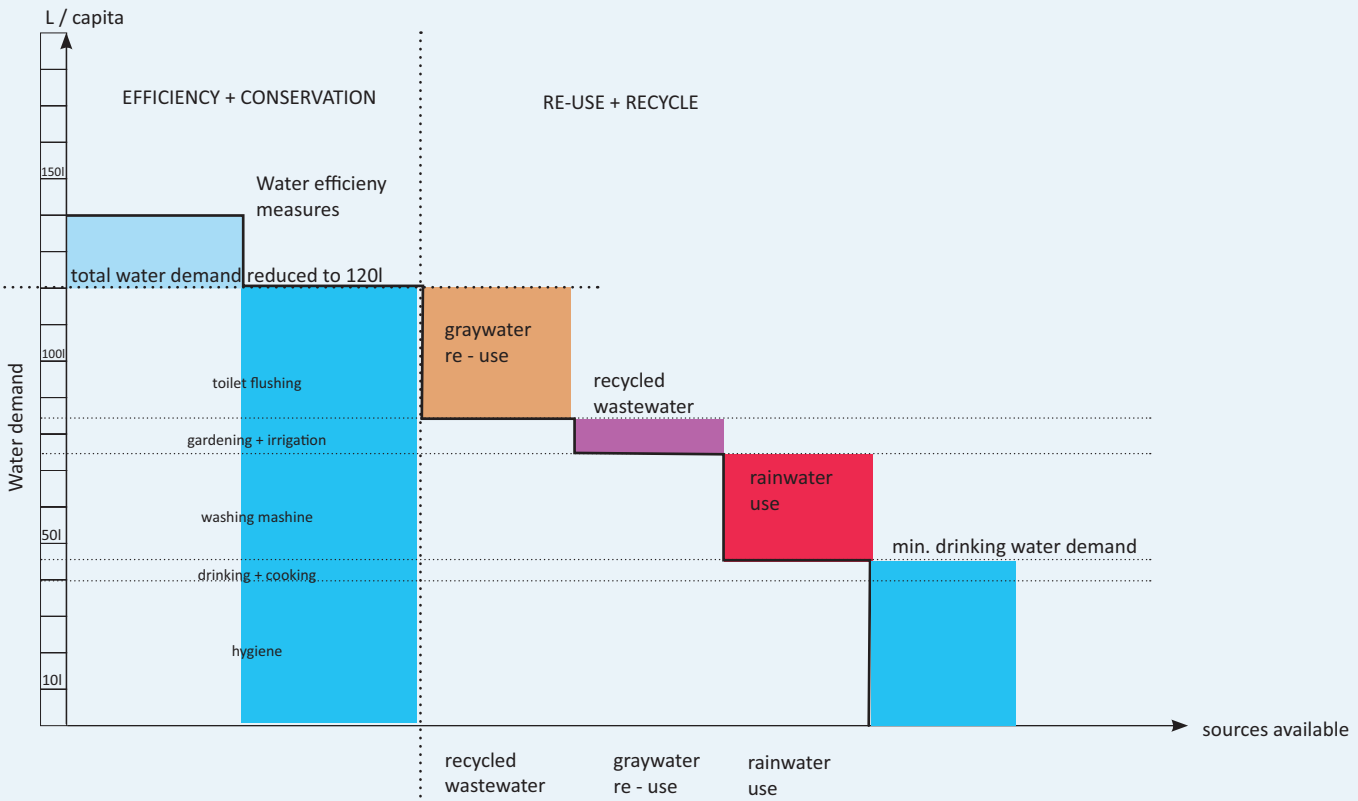 L / capita
EFFICIENCY + CONSERVATION
RE-USE + RECYCLE
150l
Water efficieny
measures
total water demand reduced to 120l
graywater
re - use
100l
toilet flushing
recycled
wastewater
Water demand
gardening + irrigation
rainwater
use
washing mashine
50l
min. drinking water demand
drinking + cooking
hygiene
10l
sources available
recycled
wastewater
graywater
re - use
rainwater
use